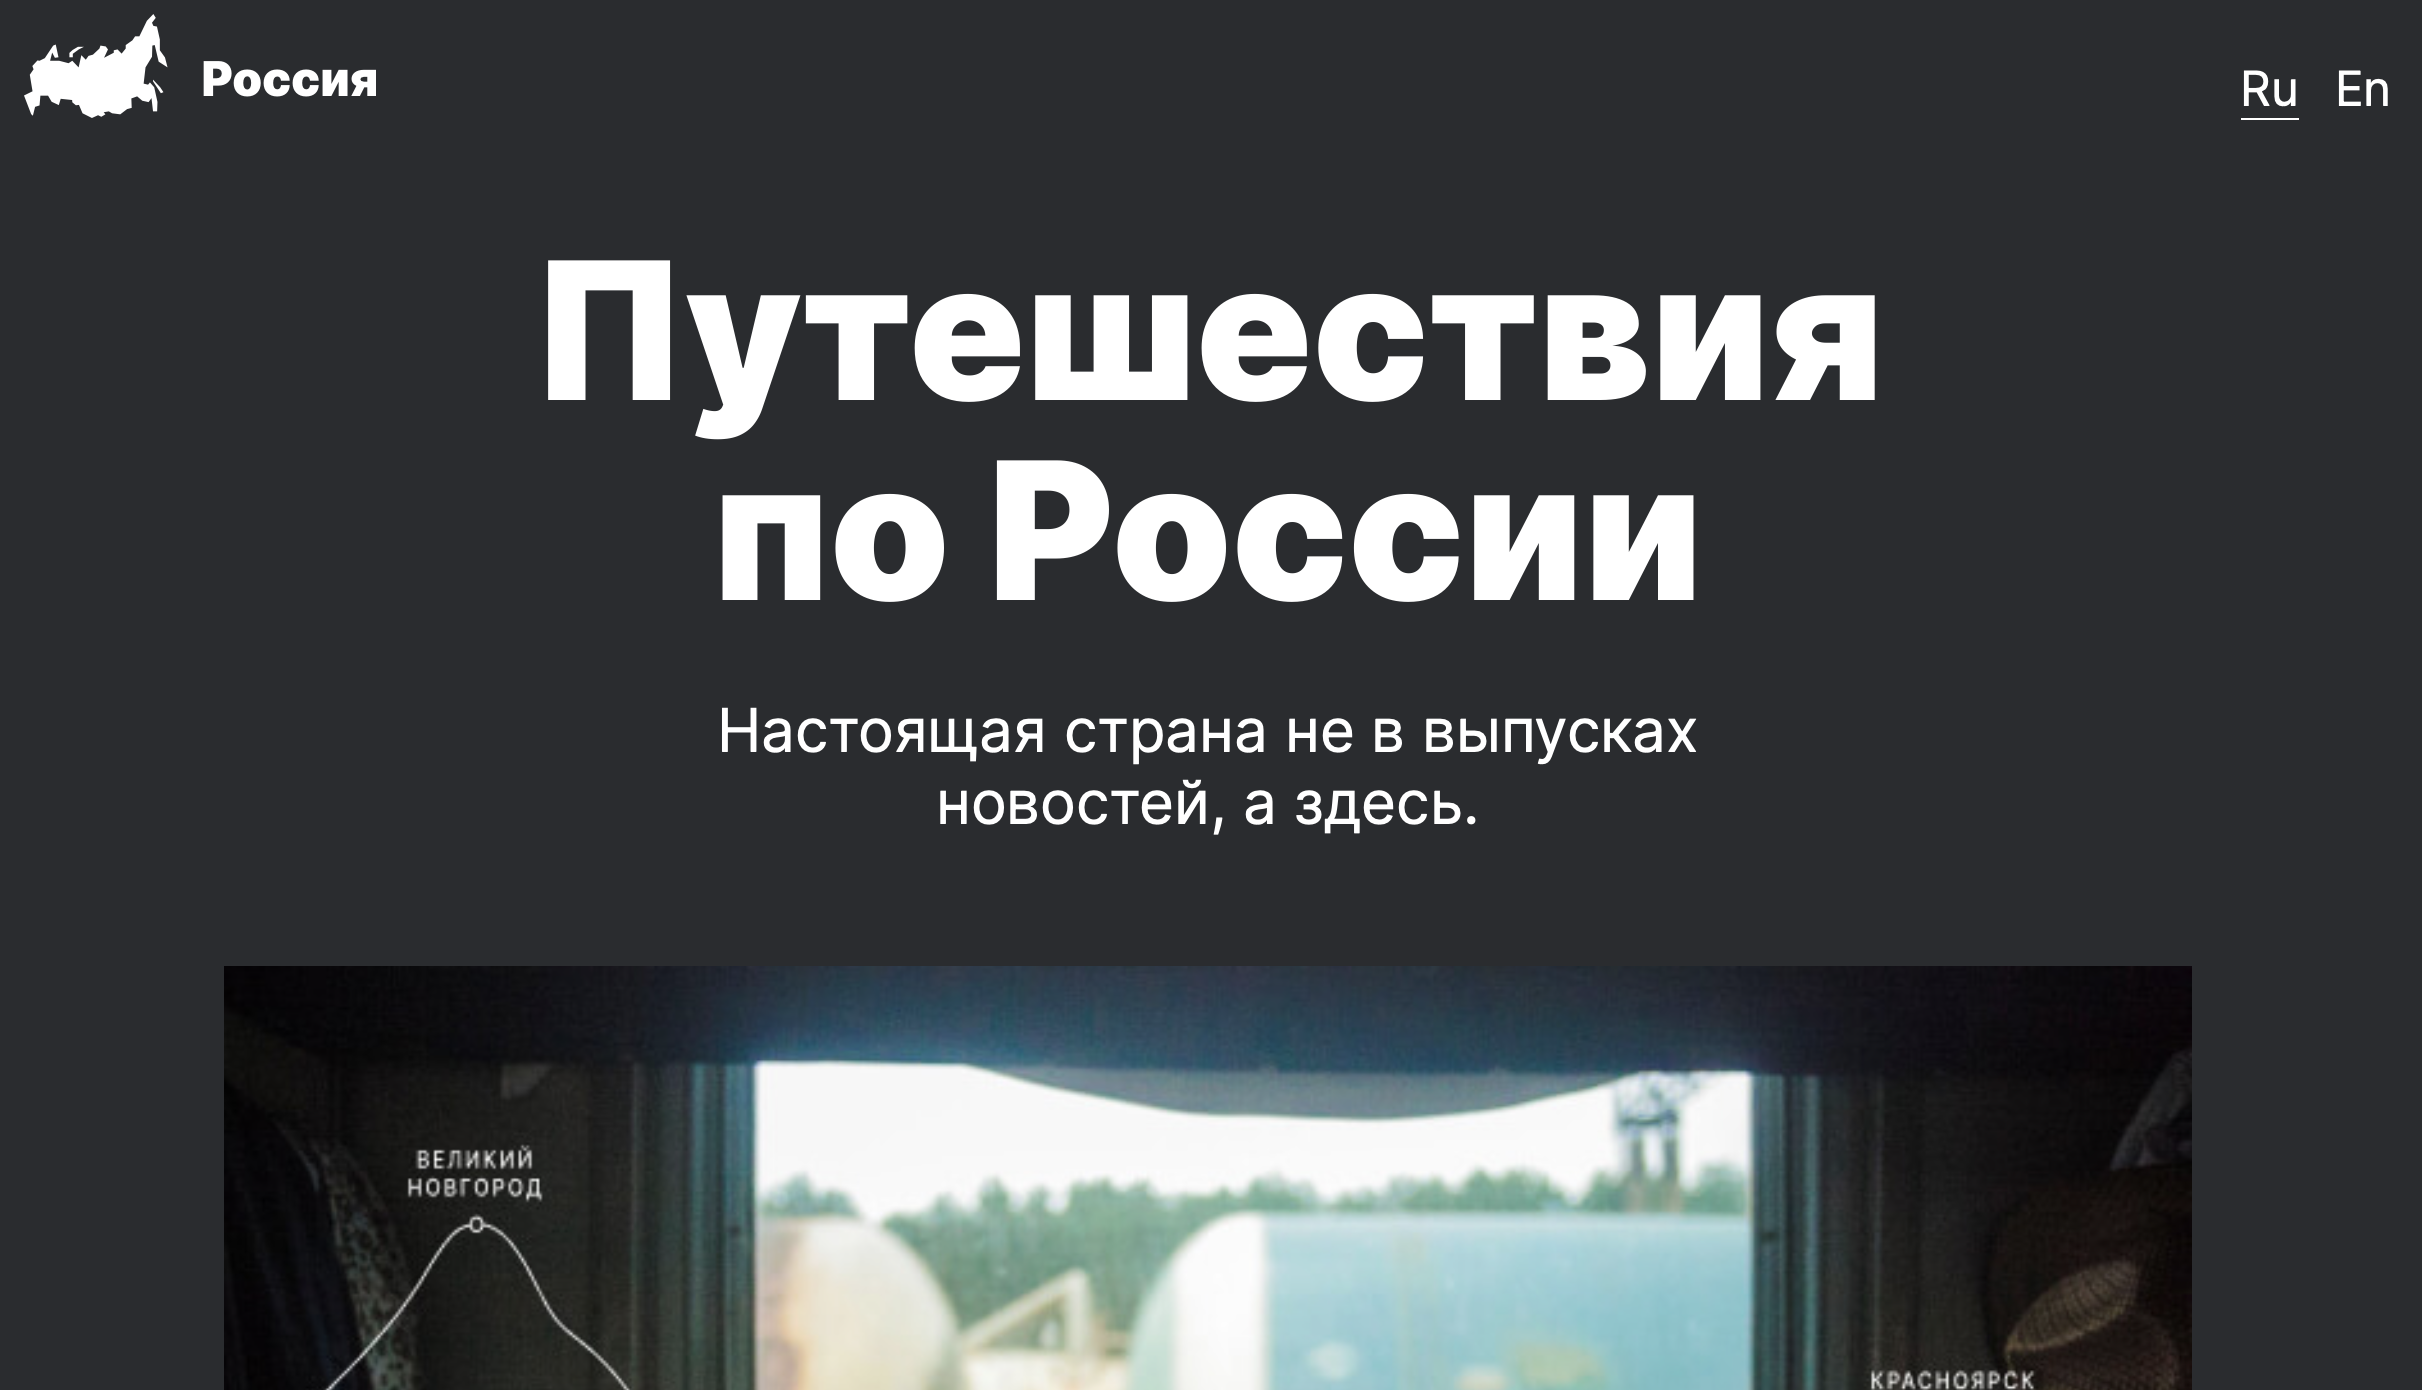 Россия
Ru En
Путешествия
по России
Настоящая страна не в выпусках
новостей, а здесь.
ВЕЛИКИЙ
НОВГОРОД
КРАСНОЯРСК